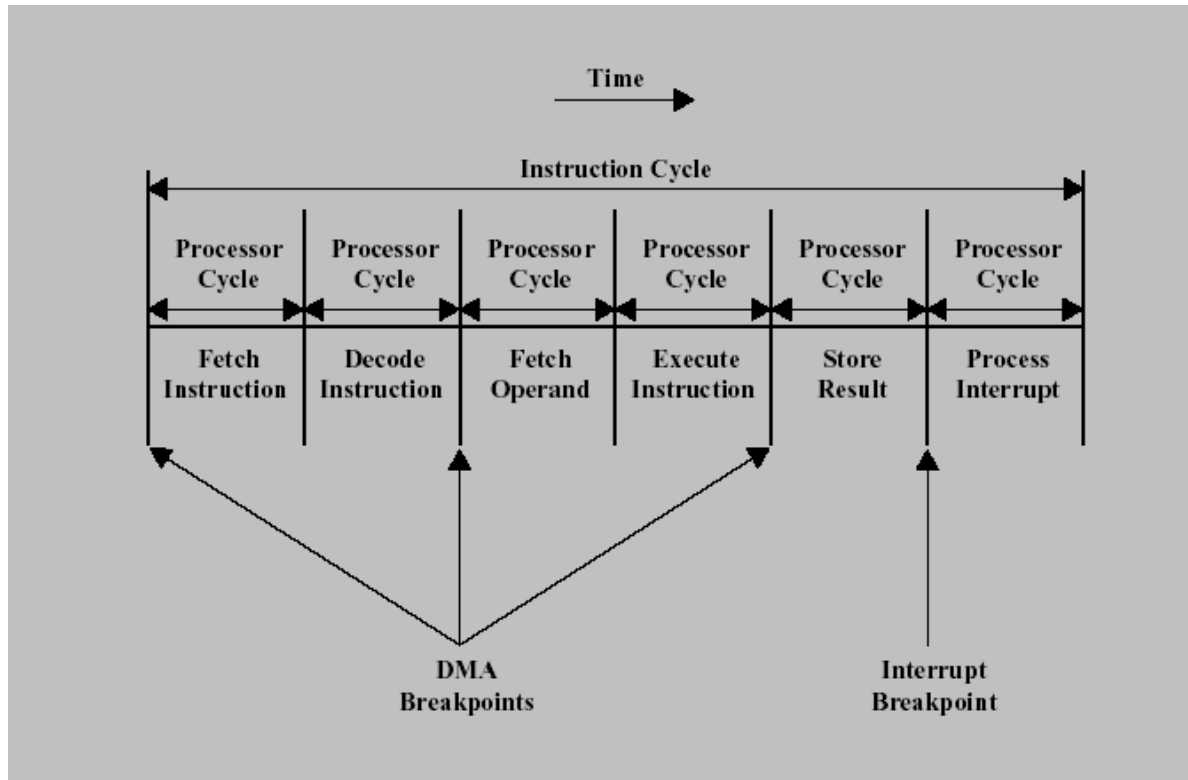 Time
Instruction Cycle
Processor Processor Processor Processor Processor Processor
Cycle Cycle Cycle Cycle Cycle Cycle
Fetch Decode Fetch Execute Store Process
Instruction Instruction Operand Instruction Result Interrupt
DMA Interrupt
Breakpoints Breakpoint